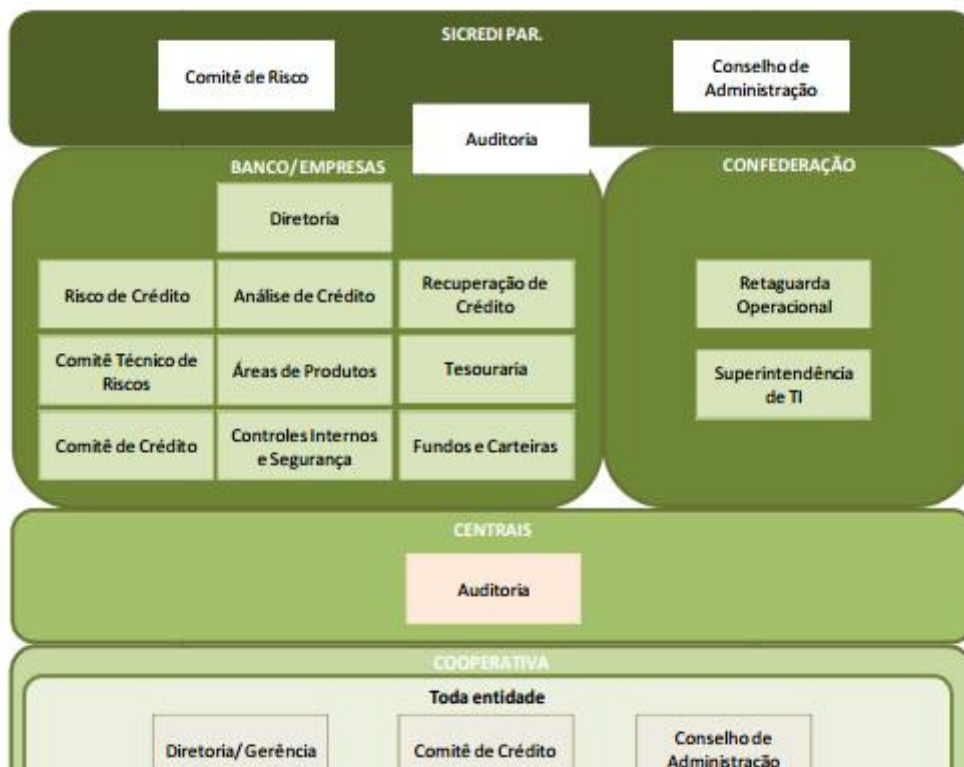 SICREDI PAR.
Comitê de Risco
Conselho de
Administração
Auditoria
BANCO/EMPRESAS
CONFEDERAÇÃO
Diretoria
Risco de Crédito
Análise de Crédito
Recuperação de
Crédito
Retaguarda
Operacional
Comitê Técnico de
Riscos
Áreas de Produtos
Tesouraria
Superintendência
de TI
Comitê de Crédito
Controles Internos
e Segurança
Fundos e Carteiras
CENTRAIS
Auditoria
COOPERATIVA
Toda entidade
Diretoria/ Gerência
Comitê de Crédito
Conselho de
Administração